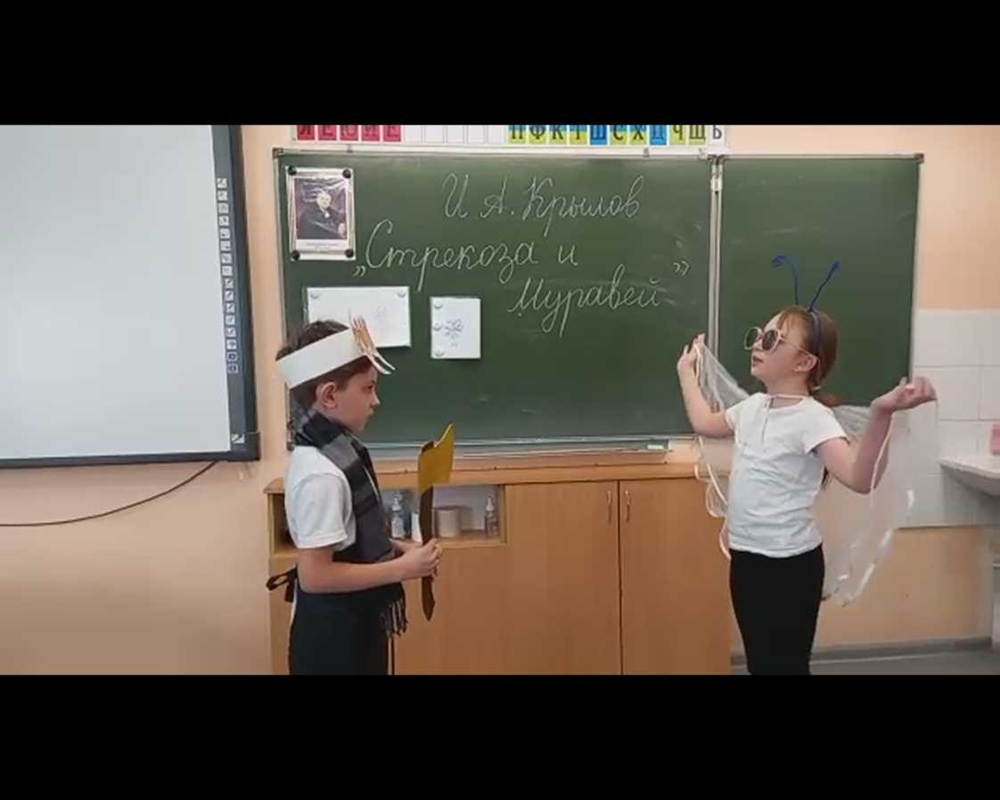 Я Ё Ю И Е
П Ф К Т Ш С Х Ц Ч Щ Ь
И А. Крылов
„Стрекоза и
Муравей”